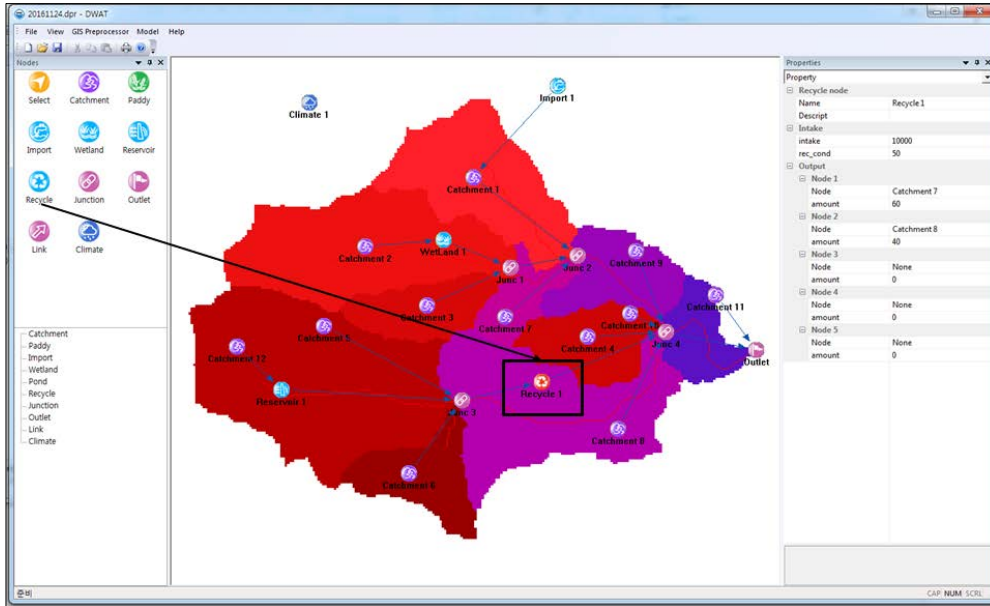 20161124.dpr - DWAT
File View GIS Preprocessor Model Help
Nodes
Select Catchment Paddy
Import Wetland Reservoir
Recycle Junction Outlet
Link Climate
Catchment
Paddy
Import
Wetland
Pond
Recycle
Junction
Outlet
Link
Climate
Climate 1
Import 1
Catchment 1
Catchment 2
WetLand 1
Junc 1
Junc 2
Catchment 9
Catchment 3
Catchment 7
Catchment 11
Catchment 5
Catchment 10
Catchment 4
Junc 4
Catchment 12
Outlet
Reservoir 1
Recycle 1
Junc 3
Catchment 8
Catchment 6
Properties
Property
Recycle node
Name Recycle 1
Descript
Intake
intake 10000
rec_cond 50
Output
Node 1
Node Catchment 7
amount 60
Node 2
Node Catchment 8
amount 40
Node 3
Node None
amount 0
Node 4
Node None
amount 0
Node 5
Node None
amount 0
준비
CAP NUM SCRL